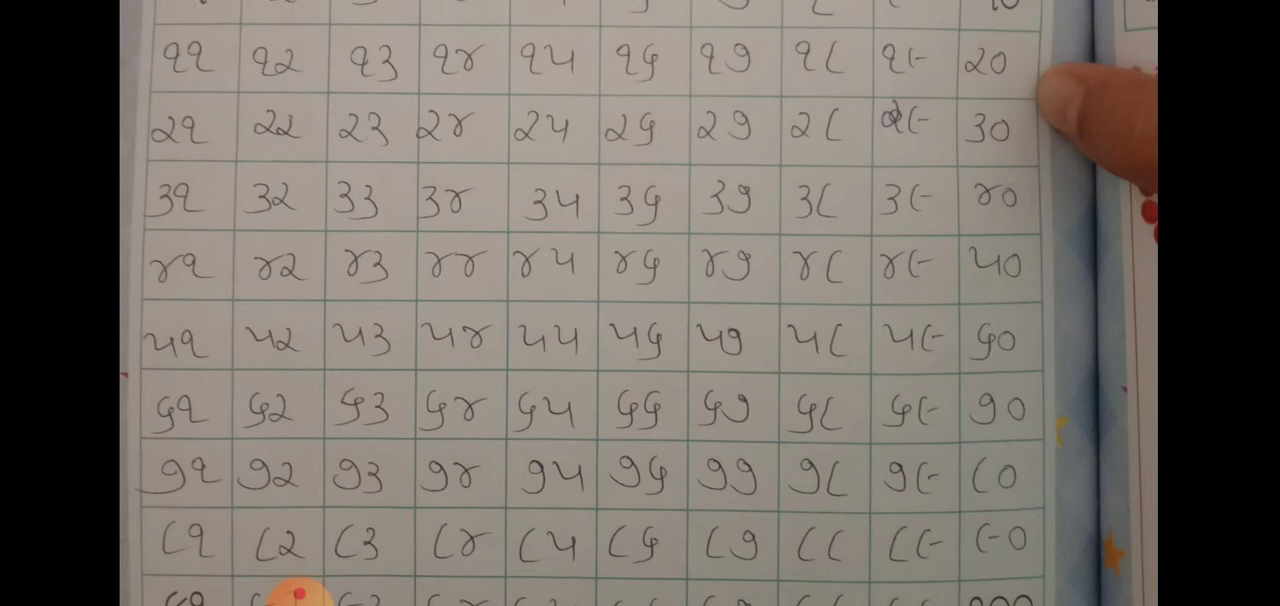 ૧૧ ૧૨ ૧૩ ૧૪ ૧૫ ૧૬ ૧૭ ૧૮ ૧૯ ૨૦
૨૧ ૨૨ ૨૩ ૨૪ ૨૫ ૨૬ ૨૭ ૨૮ ૨૯ ૩૦
૩૧ ૩૨ ૩૩ ૩૪ ૩૫ ૩૬ ૩૭ ૩૮ ૩૯ ૪૦
૪૧ ૪૨ ૪૩ ૪૪ ૪૫ ૪૬ ૪૭ ૪૮ ૪૯ ૫૦
૫૧ ૫૨ ૫૩ ૫૪ ૫૫ ૫૬ ૫૭ ૫૮ ૫૯ ૬૦
૬૧ ૬૨ ૬૩ ૬૪ ૬૫ ૬૬ ૬૭ ૬૮ ૬૯ ૭૦
૭૧ ૭૨ ૭૩ ૭૪ ૭૫ ૭૬ ૭૭ ૭૮ ૭૯ ૮૦
૮૧ ૮૨ ૮૩ ૮૪ ૮૫ ૮૬ ૮૭ ૮૮ ૮૯ ૯૦